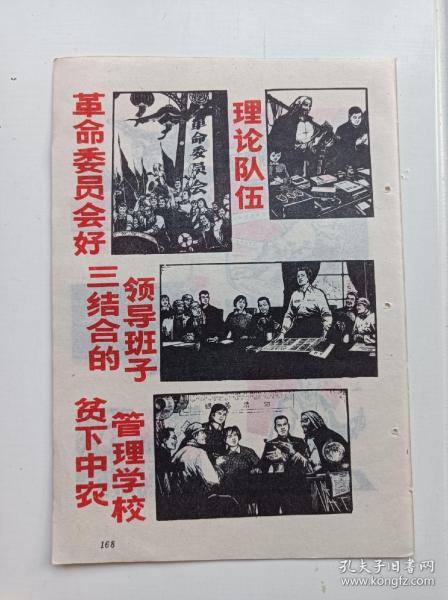 革命委员会好
革命委员会
理论队伍
三结合的
领导班子
贫下中农
管理学校
168
孔夫子旧书网
www.kongfz.com